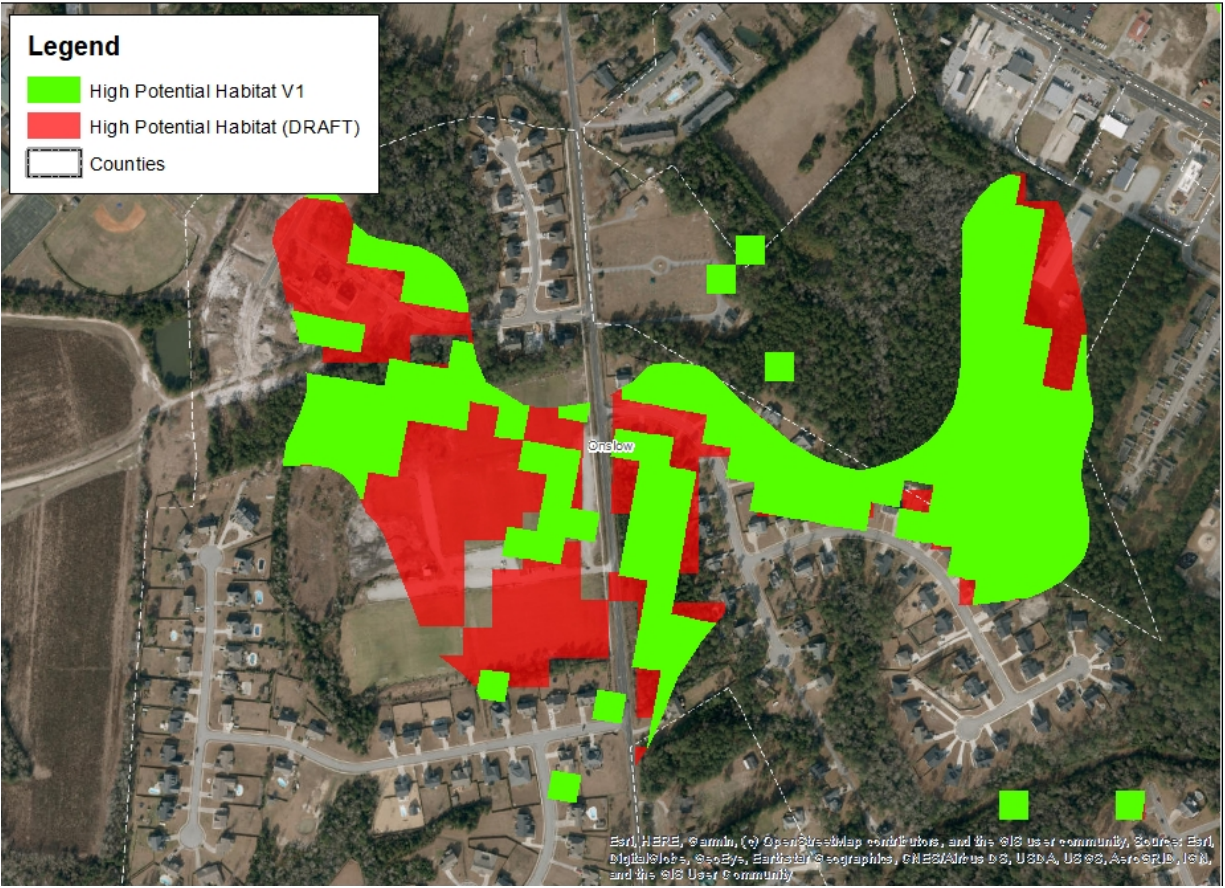 Legend
High Potential Habitat V1
High Potential Habitat (DRAFT)
Counties
Onslow
Esri, HERE, Garmin, (c) OpenStreetMap contributors, and the GIS user community, Source: Esri,
DigitalGlobe, GeoEye, Earthstar Geographics, CNES/Airbus DS, USDA, USGS, AeroGRID, IGN,
and the GIS User Community